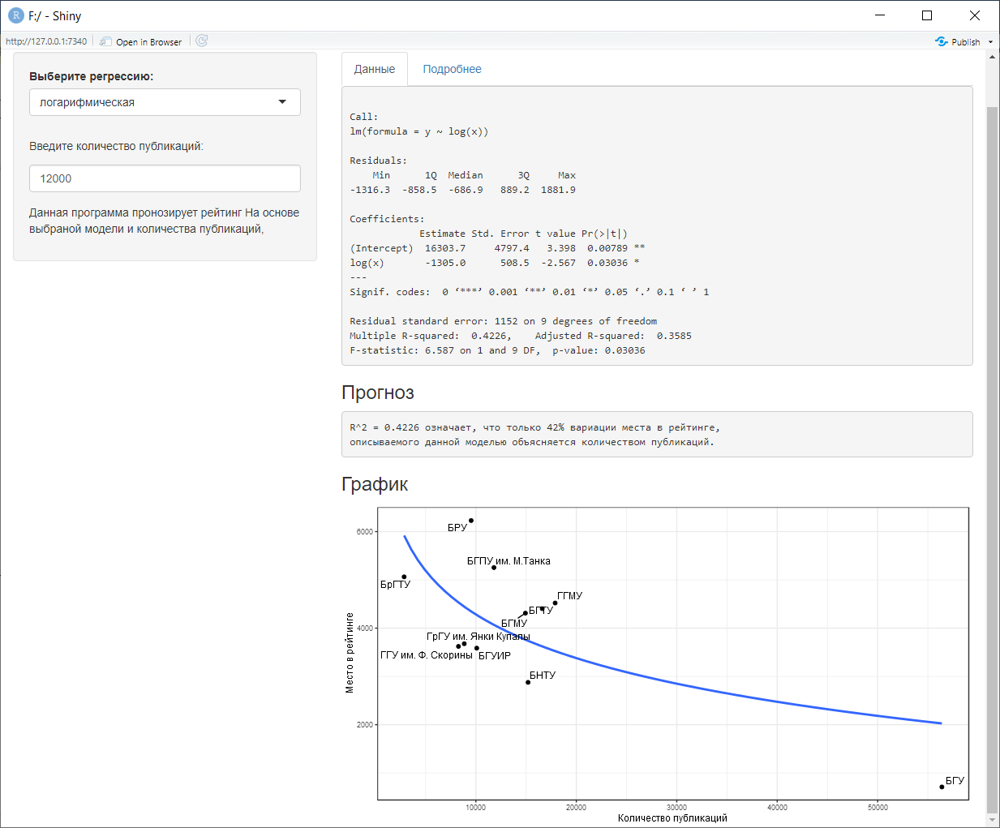 F:/ - Shiny
http://127.0.0.1:7340 Open in Browser Publish
Выберите регрессию:
логарифмическая
Введите количество публикаций:
12000
Данная программа пронозирует рейтинг На основе
выбраной модели и количества публикаций,
Данные Подробнее
Call:
lm(formula = y ~ log(x))
Residuals:
Min 1Q Median 3Q Max
-1316.3 -858.5 -686.9 889.2 1881.9
Coefficients:
Estimate Std. Error t value Pr(>|t|)
(Intercept) 16303.7 4797.4 3.398 0.00789 **
log(x) -1305.0 508.5 -2.567 0.03036 *
---
Signif. codes: 0 ‘***’ 0.001 ‘**’ 0.01 ‘*’ 0.05 ‘.’ 0.1 ‘ ’ 1
Residual standard error: 1152 on 9 degrees of freedom
Multiple R-squared: 0.4226, Adjusted R-squared: 0.3585
F-statistic: 6.587 on 1 and 9 DF, p-value: 0.03036
Прогноз
R^2 = 0.4226 означает, что только 42% вариации места в рейтинге,
описываемого данной моделью объясняется количеством публикаций.
График
Место в рейтинге
6000
4000
2000
БРУ
БГПУ им. М.Танка
БрГТУ
ГГМУ
БГТУ
БГМУ
ГрГУ им. Янки Купалы
ГГУ им. Ф. Скорины
БГУИР
БНТУ
БГУ
10000 20000 30000 40000 50000
Количество публикаций